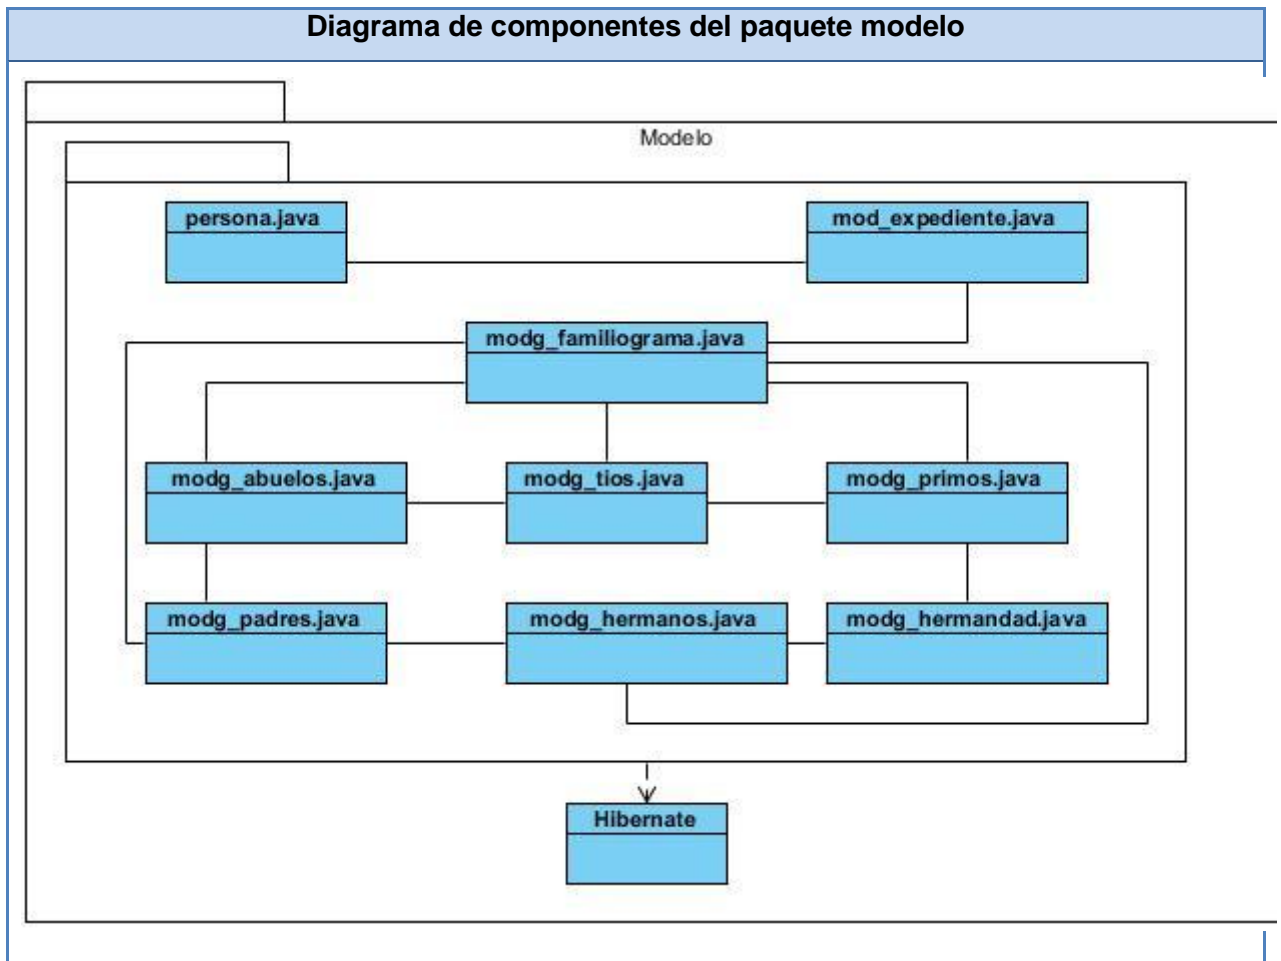 Diagrama de componentes del paquete modelo
Modelo
persona.java
mod_expediente.java
modg_familiograma.java
modg_abuelos.java
modg_tios.java
modg_primos.java
modg_padres.java
modg_hermanos.java
modg_hermandad.java
Hibernate